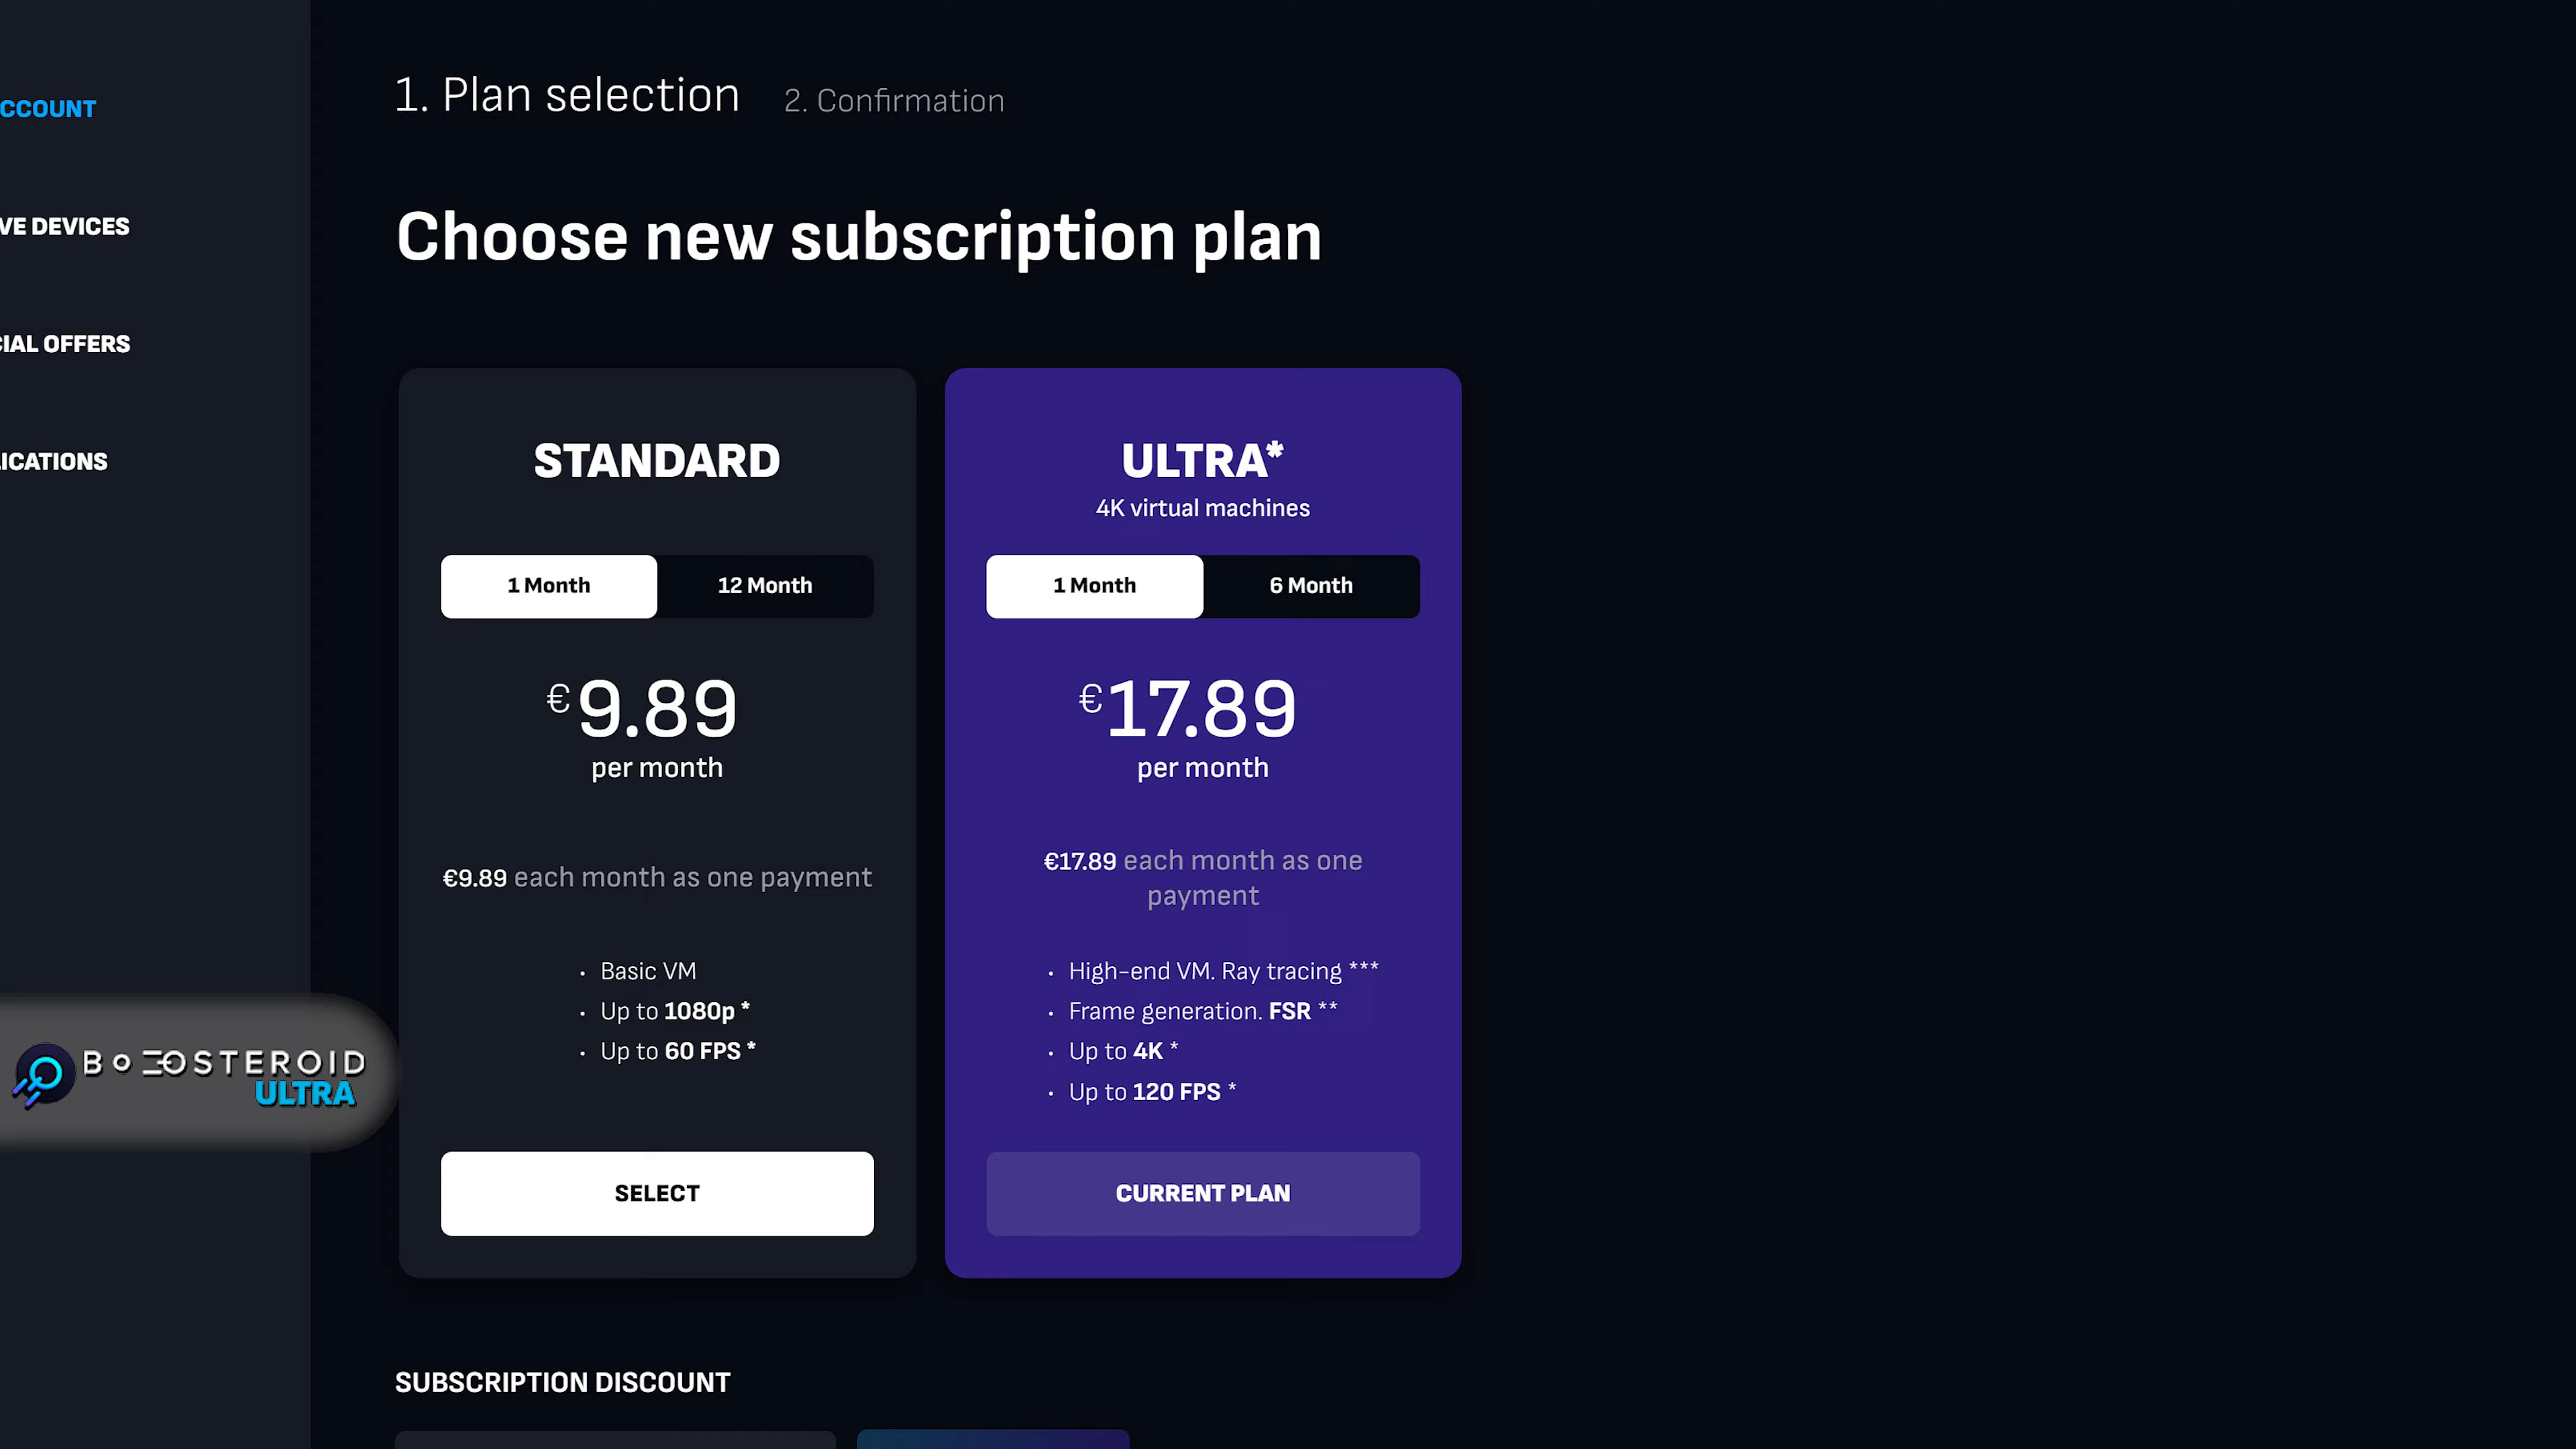 1. Plan selection 2. Confirmation
CCOUNT
VE DEVICES
CIAL OFFERS
LICATIONS
Choose new subscription plan
STANDARD
1 Month 12 Month
€9.89
per month
€9.89 each month as one payment
• Basic VM
• Up to 1080p *
• Up to 60 FPS *
SELECT
ULTRA*
4K virtual machines
1 Month 6 Month
€17.89
per month
€17.89 each month as one
payment
• High-end VM. Ray tracing ***
• Frame generation. FSR **
• Up to 4K *
• Up to 120 FPS *
CURRENT PLAN
BOOSTEROID
ULTRA
SUBSCRIPTION DISCOUNT